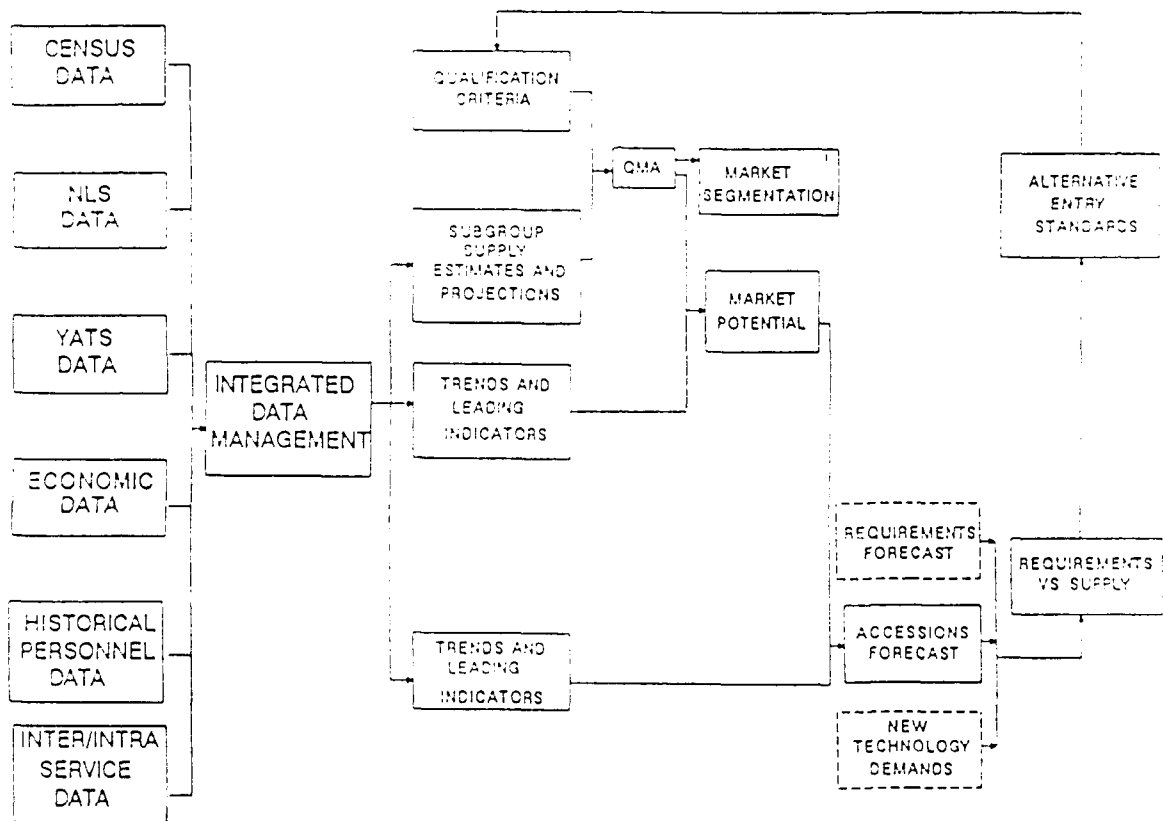 CENSUS
DATA
NLS
DATA
YATS
DATA
ECONOMIC
DATA
HISTORICAL
PERSONNEL
DATA
INTER/INTRA
SERVICE
DATA
INTEGRATED
DATA
MANAGEMENT
QUALIFICATION
CRITERIA
SUBGROUP
SUPPLY
ESTIMATES AND
PROJECTIONS
TRENDS AND
LEADING
INDICATORS
TRENDS AND
LEADING
INDICATORS
QMA
MARKET
SEGMENTATION
MARKET
POTENTIAL
REQUIREMENTS
FORECAST
ACCESSIONS
FORECAST
NEW
TECHNOLOGY
DEMANDS
ALTERNATIVE
ENTRY
STANDARDS
REQUIREMENTS
VS SUPPLY